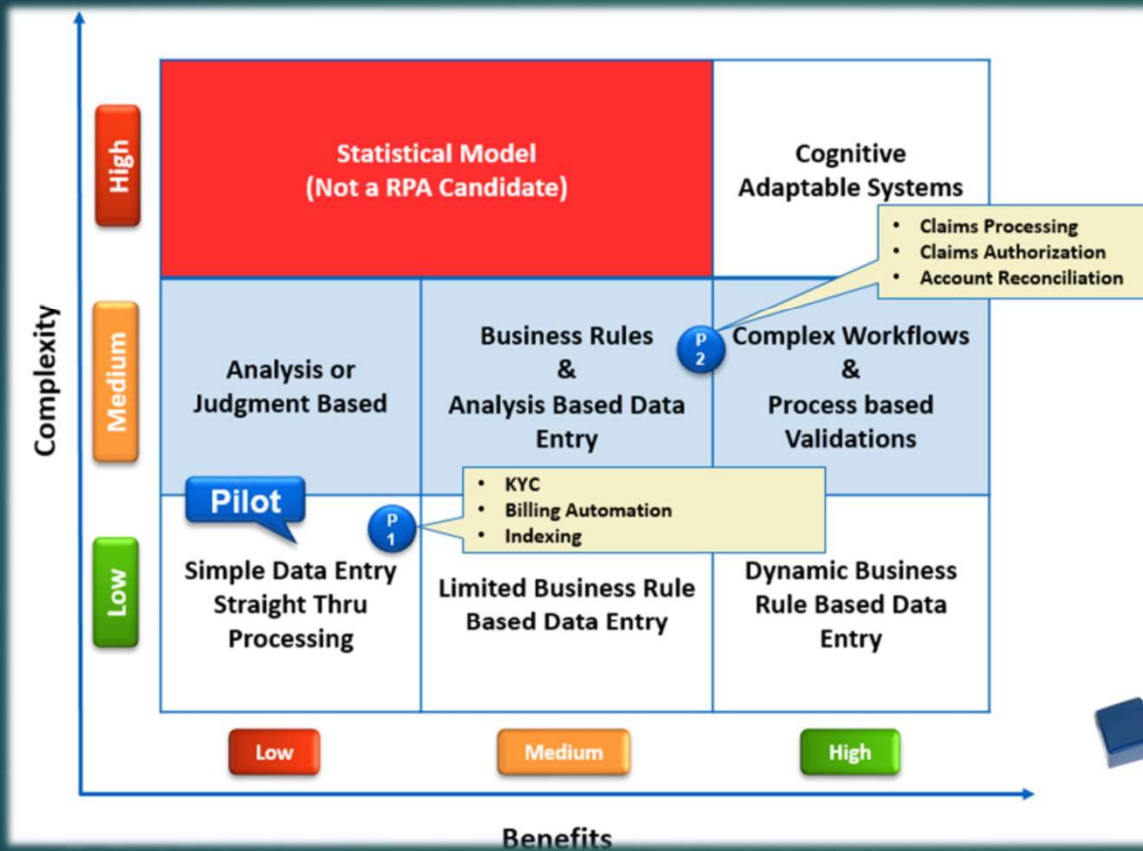 High
Statistical Model
(Not a RPA Candidate)
Cognitive
Adaptable Systems
• Claims Processing
• Claims Authorization
• Account Reconciliation
Complexity
Medium
Analysis or
Judgment Based
Business Rules
&
Analysis Based Data
Entry
P
2
Complex Workflows
&
Process based
Validations
Pilot
P
1
• KYC
• Billing Automation
• Indexing
Low
Simple Data Entry
Straight Thru
Processing
Limited Business Rule
Based Data Entry
Dynamic Business
Rule Based Data
Entry
Low
Medium
High
Benefits